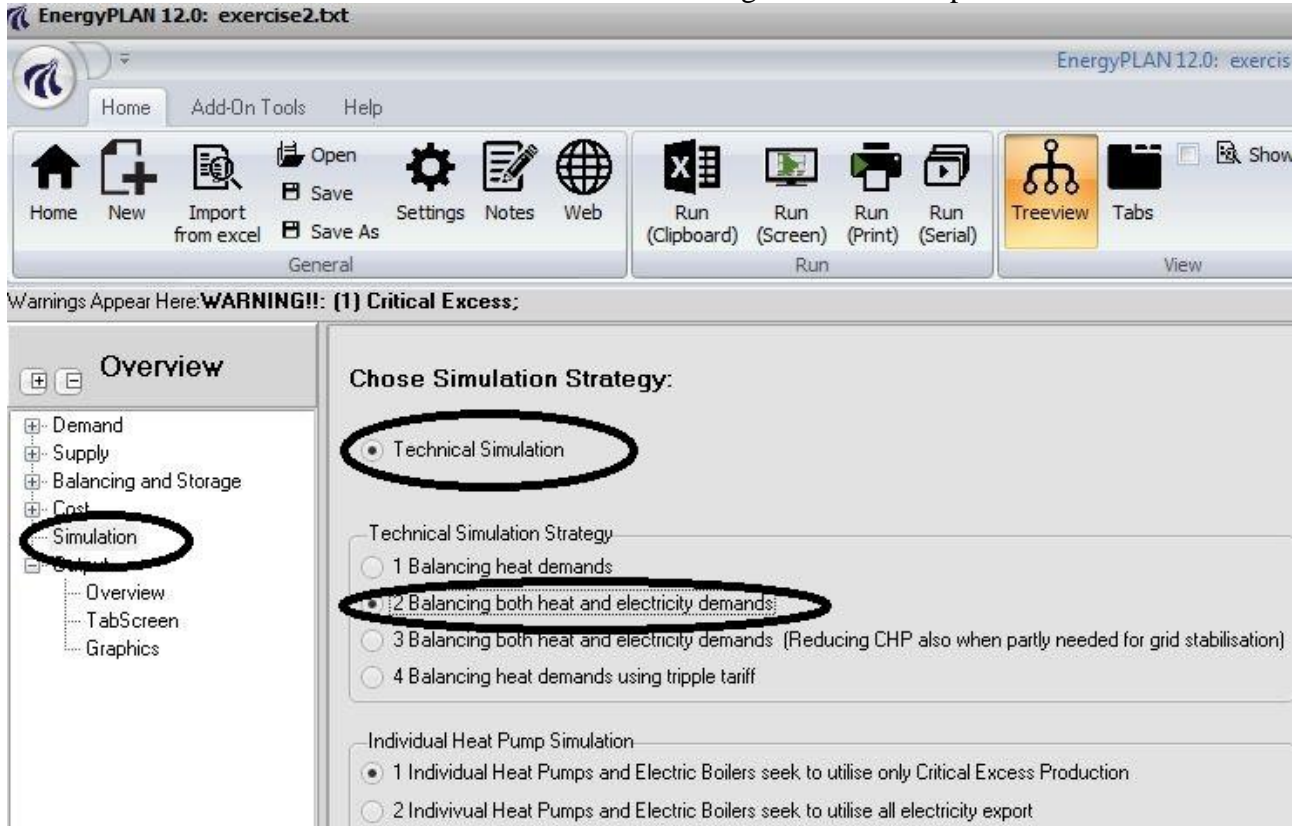 EnergyPLAN 12.0: exercise2.txt
EnergyPLAN 12.0: exercis
Home Add-On Tools Help
Home New Import from excel Open Save Save As Settings Notes Web Run (Clipboard) Run (Screen) Run (Print) Run (Serial) Treeview Tabs Show
General Run View
Warnings Appear Here:WARNING!!: (1) Critical Excess;
Overview
Demand
Supply
Balancing and Storage
Cost
Simulation
Output
Overview
TabScreen
Graphics
Chose Simulation Strategy:
Technical Simulation
Technical Simulation Strategy
1 Balancing heat demands
2 Balancing both heat and electricity demands
3 Balancing both heat and electricity demands (Reducing CHP also when partly needed for grid stabilisation)
4 Balancing heat demands using tripple tariff
Individual Heat Pump Simulation
1 Individual Heat Pumps and Electric Boilers seek to utilise only Critical Excess Production
2 Indivivual Heat Pumps and Electric Boilers seek to utilise all electricity export